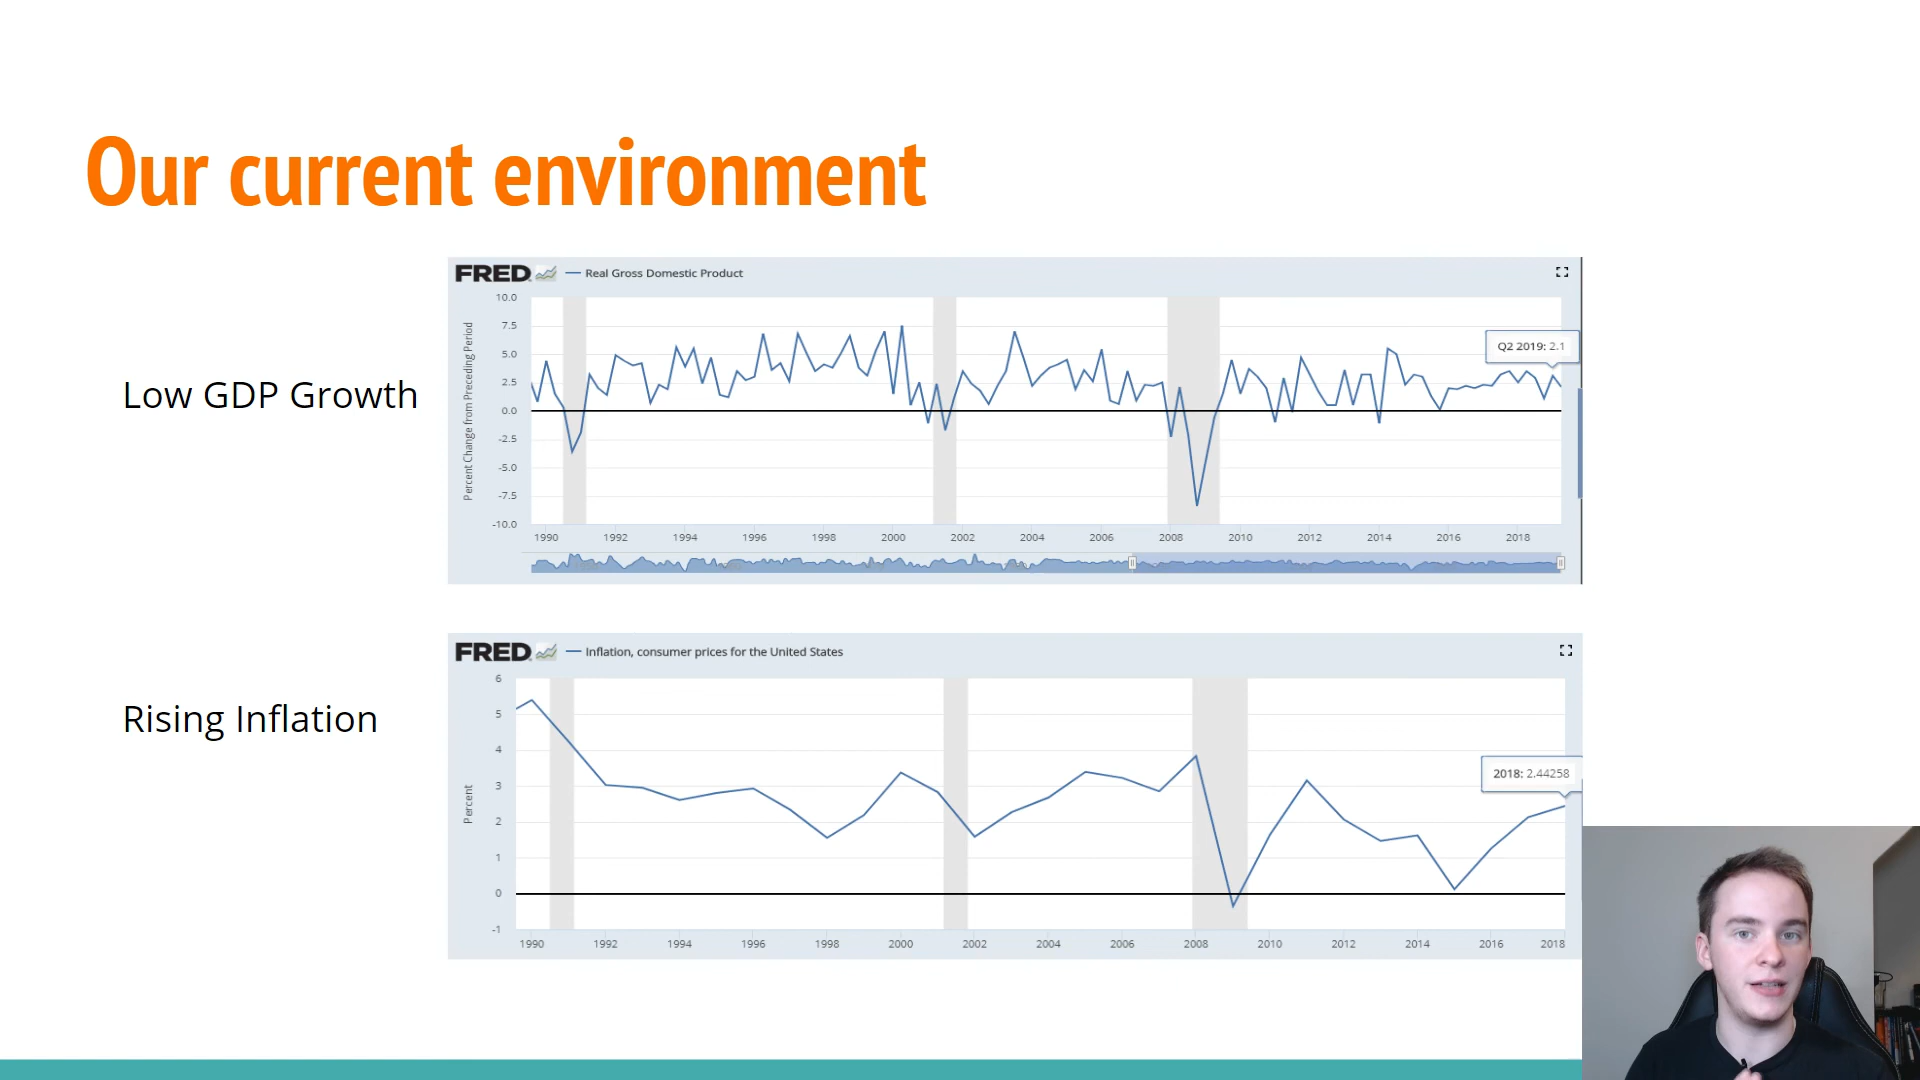 Our current environment
FRED
Real Gross Domestic Product
Low GDP Growth
Percent Change from Preceding Period
10.0
7.5
5.0
2.5
0.0
-2.5
-5.0
-7.5
-10.0
Q2 2019: 2.1
1990 1992 1994 1996 1998 2000 2002 2004 2006 2008 2010 2012 2014 2016 2018
FRED
Inflation, consumer prices for the United States
Rising Inflation
Percent
6
5
4
3
2
1
0
-1
2018: 2.44258
1990 1992 1994 1996 1998 2000 2002 2004 2006 2008 2010 2012 2014 2016 2018